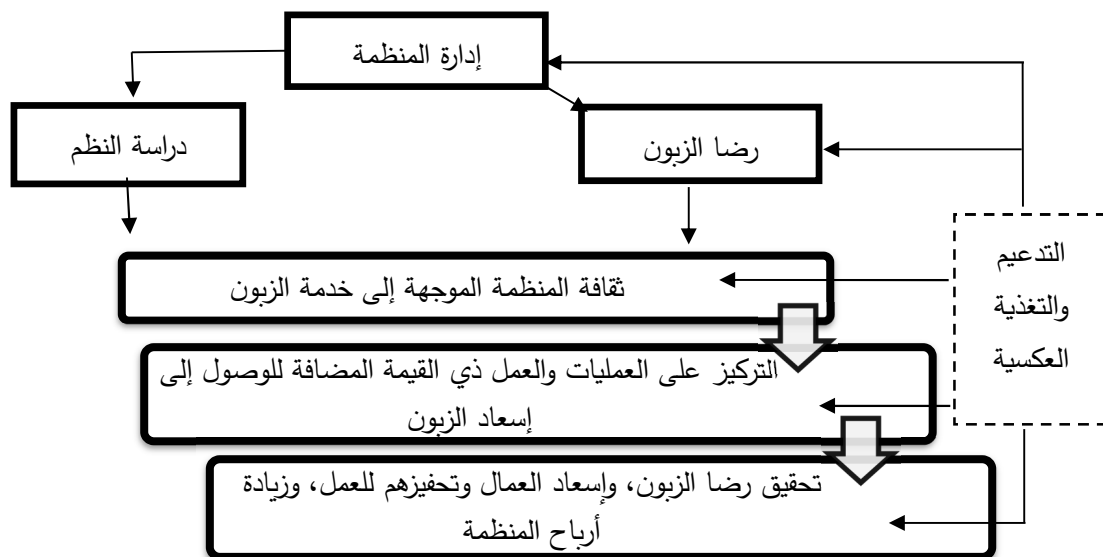 إدارة المنظمة
رضا الزبون
دراسة النظم
التدعيم
والتغذية
العكسية
ثقافة المنظمة الموجهة إلى خدمة الزبون
التركيز على العمليات والعمل ذي القيمة المضافة للوصول إلى
إسعاد الزبون
تحقيق رضا الزبون، وإسعاد العمال وتحفيزهم للعمل، وزيادة
أرباح المنظمة